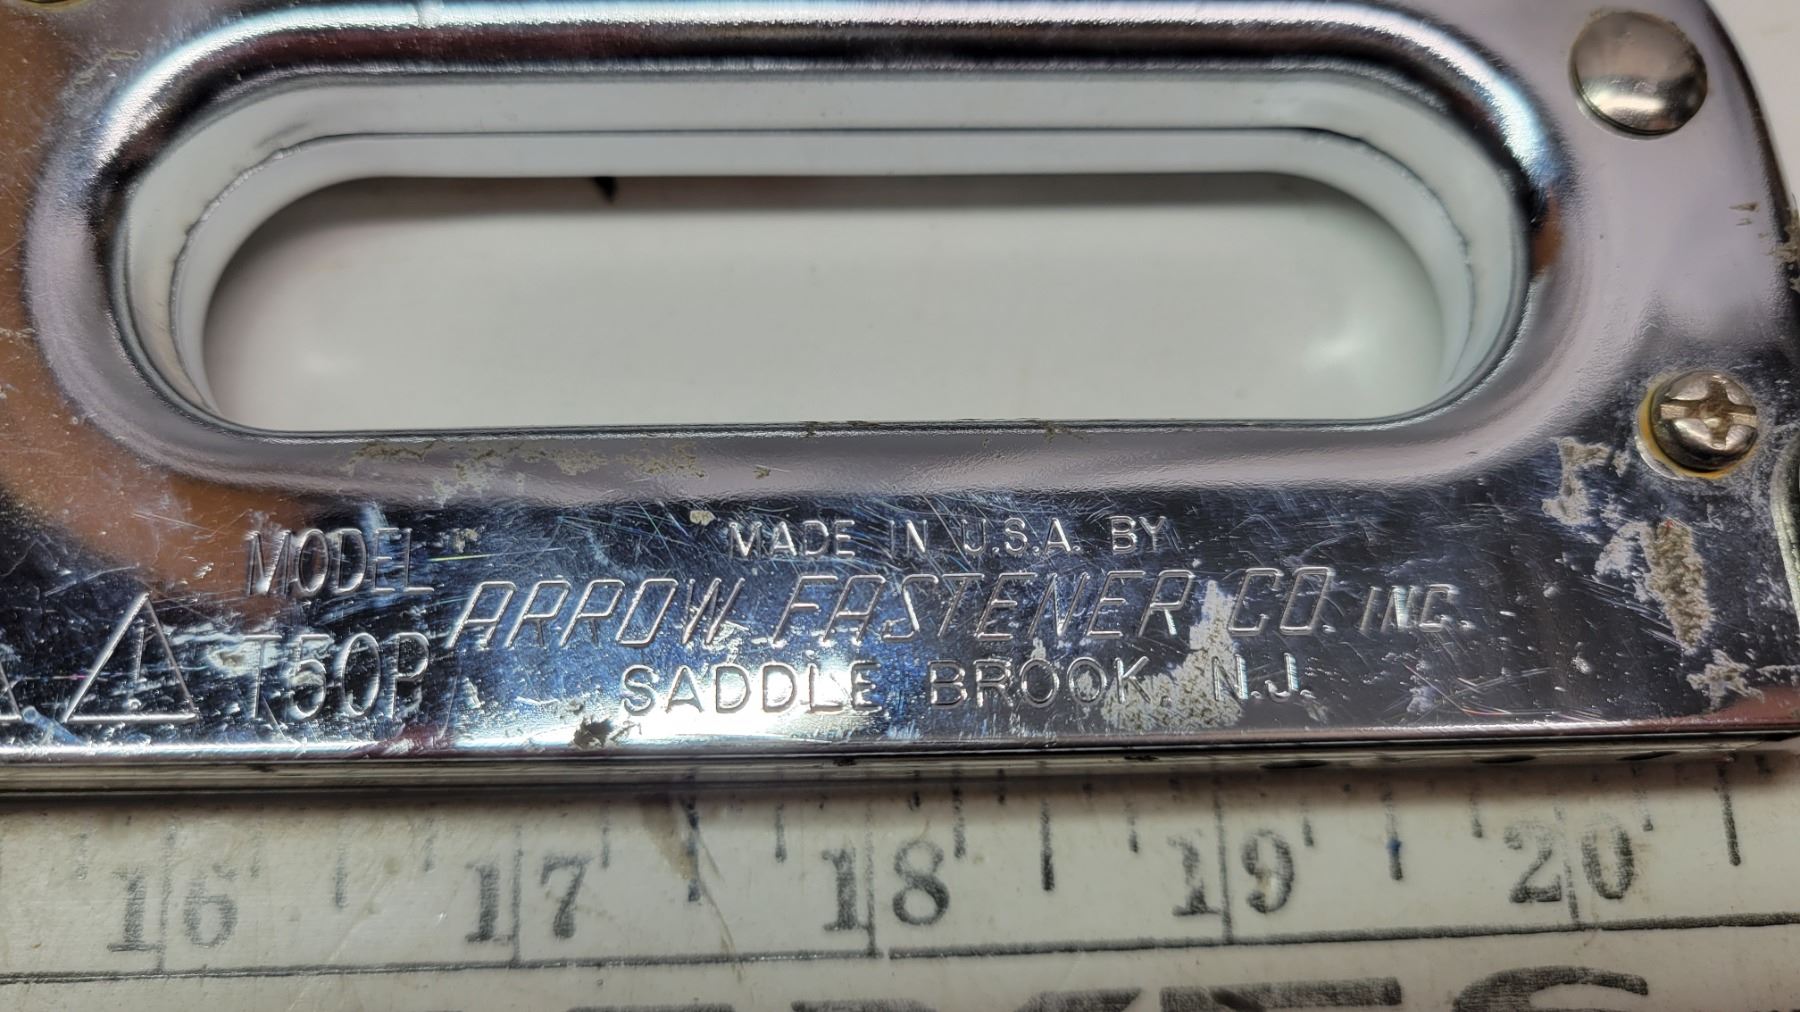 MODEL
T50P
MADE IN U.S.A. BY
ARROW FASTENER CO. INC.
SADDLE BROOK, N.J.
16 17 18 19 20